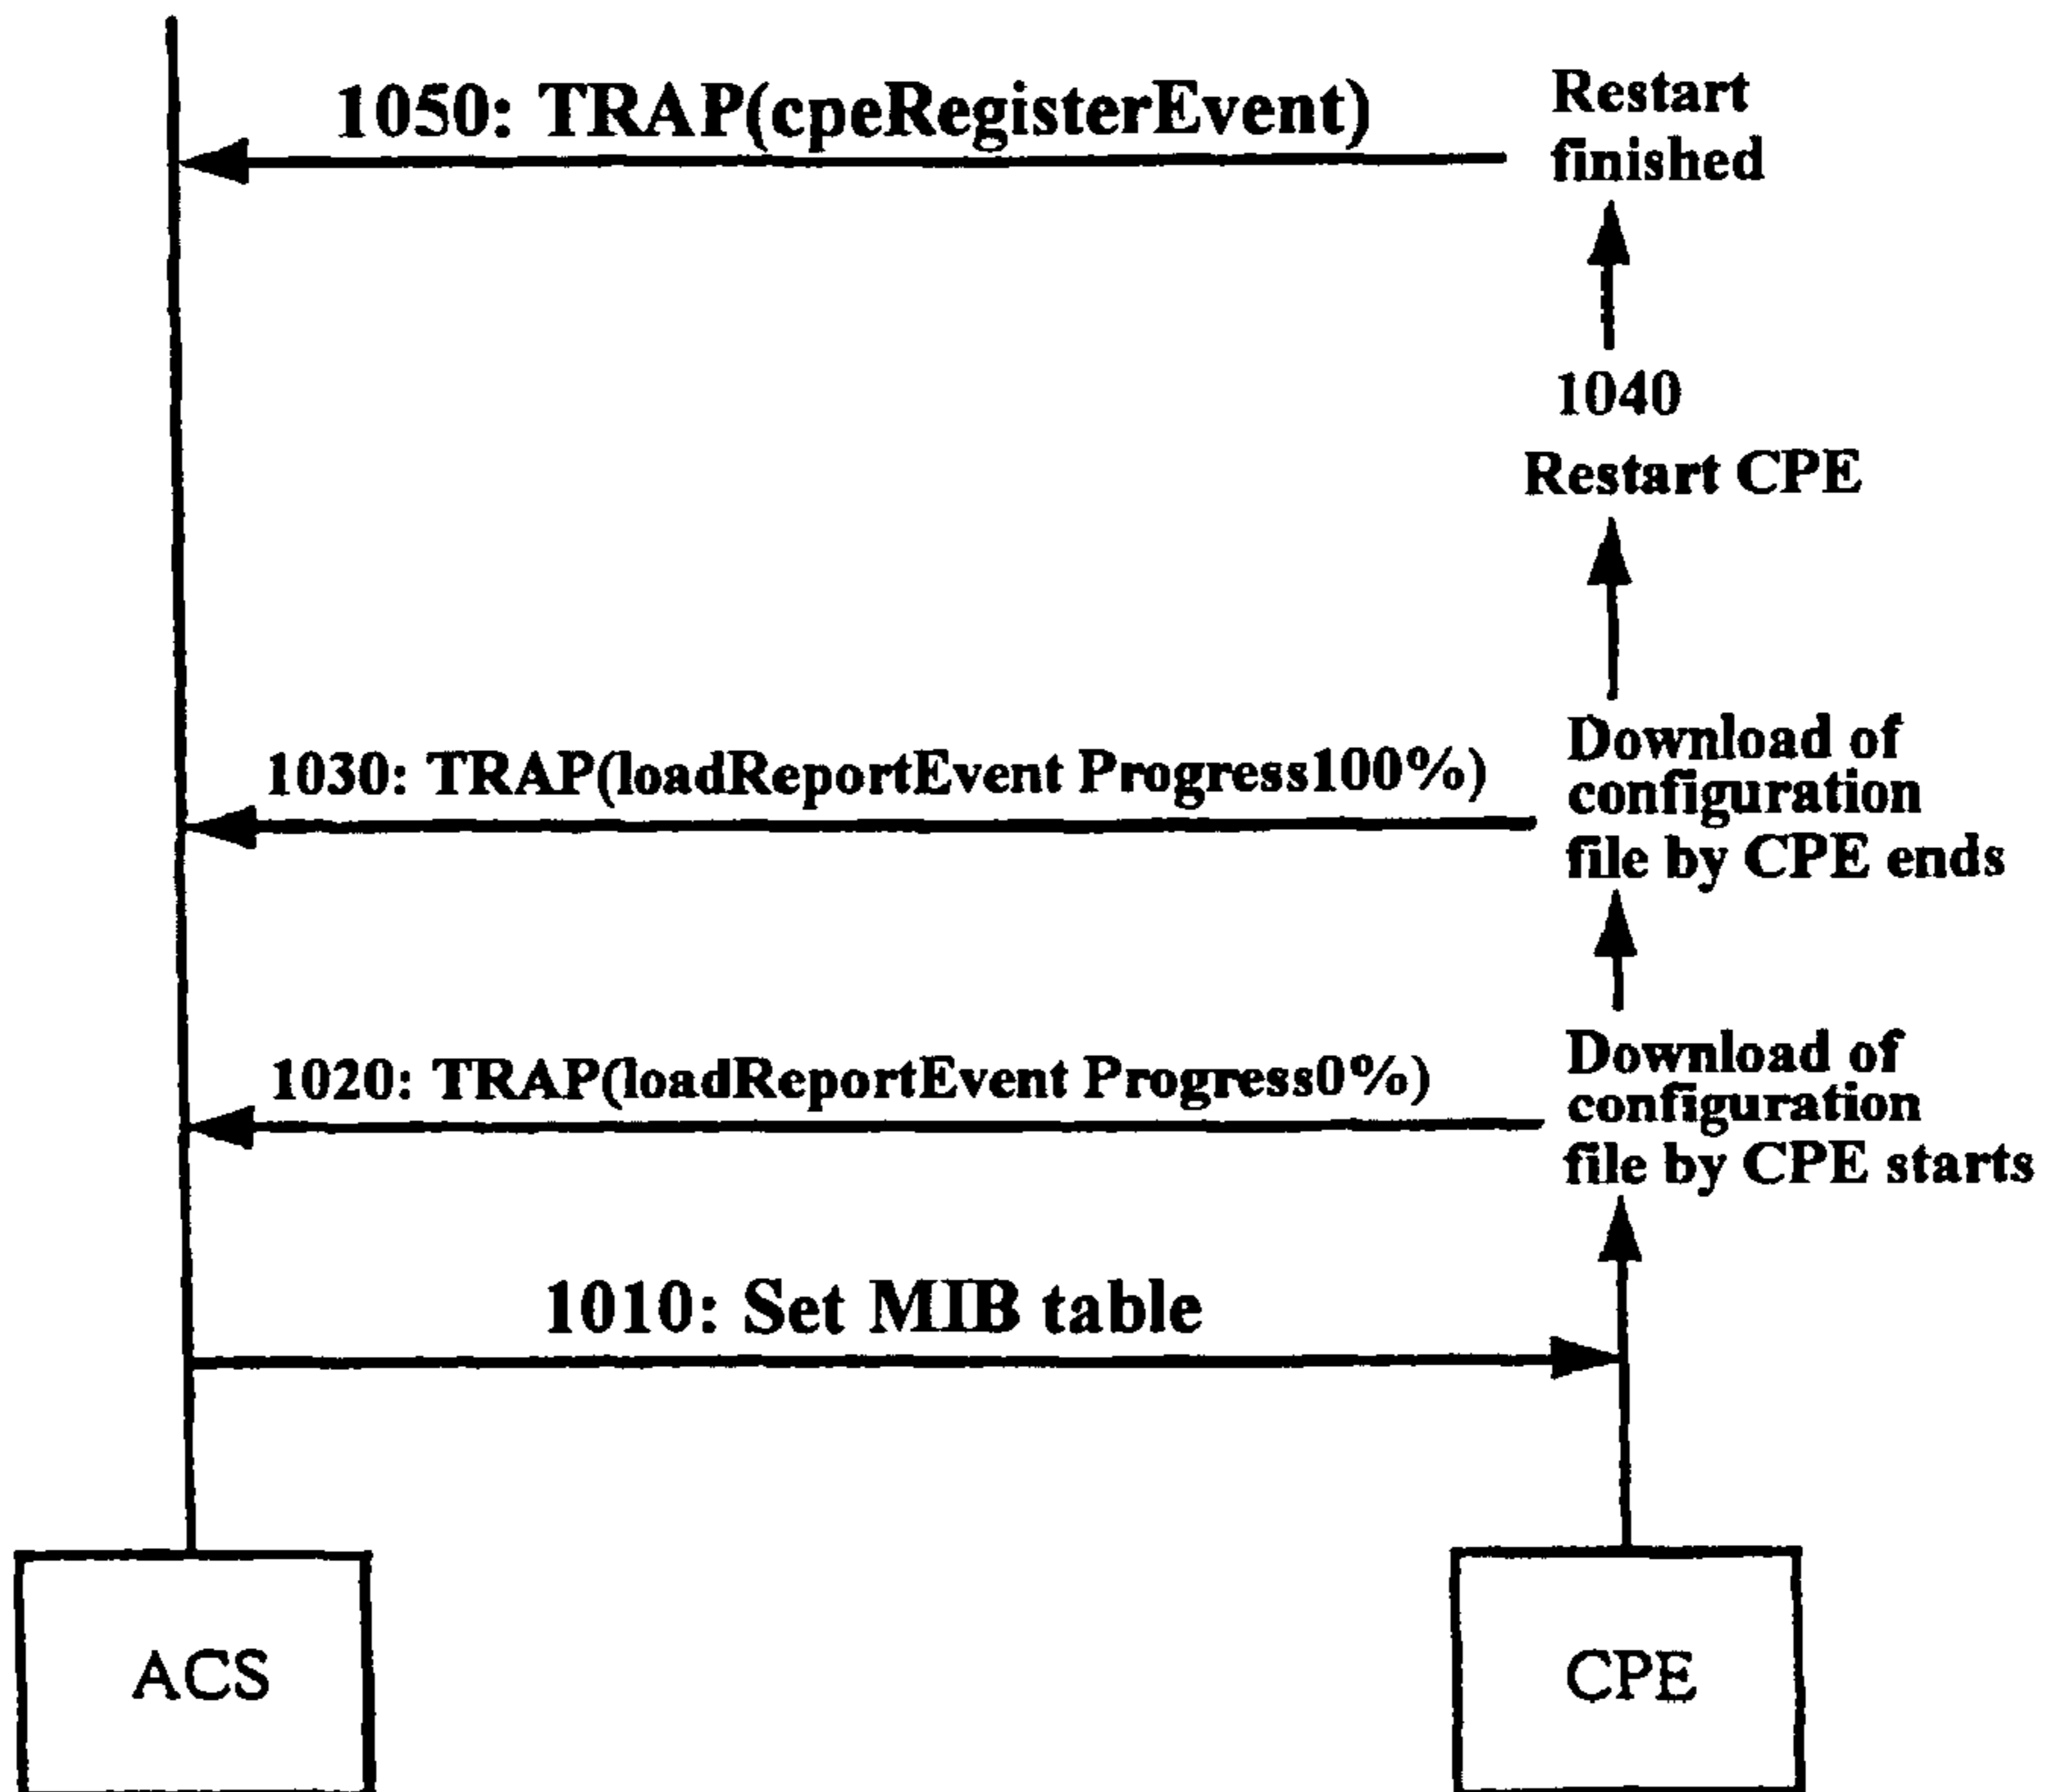 1050: TRAP(cpeRegisterEvent)
Restart
finished
1040
Restart CPE
1030: TRAP(loadReportEvent Progress100%)
Download of
configuration
file by CPE ends
1020: TRAP(loadReportEvent Progress0%)
Download of
configuration
file by CPE starts
1010: Set MIB table
ACS
CPE